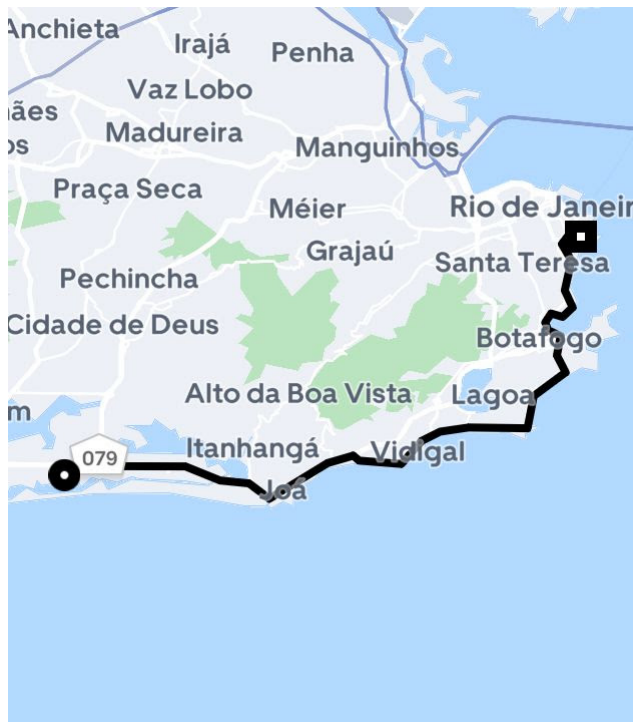 Anchieta
Irajá
Penha
Vaz Lobo
Madureira
Manguinhos
Praça Seca
Méier
Rio de Janeir
Grajaú
Santa Teresa
Pechincha
Cidade de Deus
Botafogo
Alto da Boa Vista
Lagoa
Itanhangá
Vidigal
079
Joá